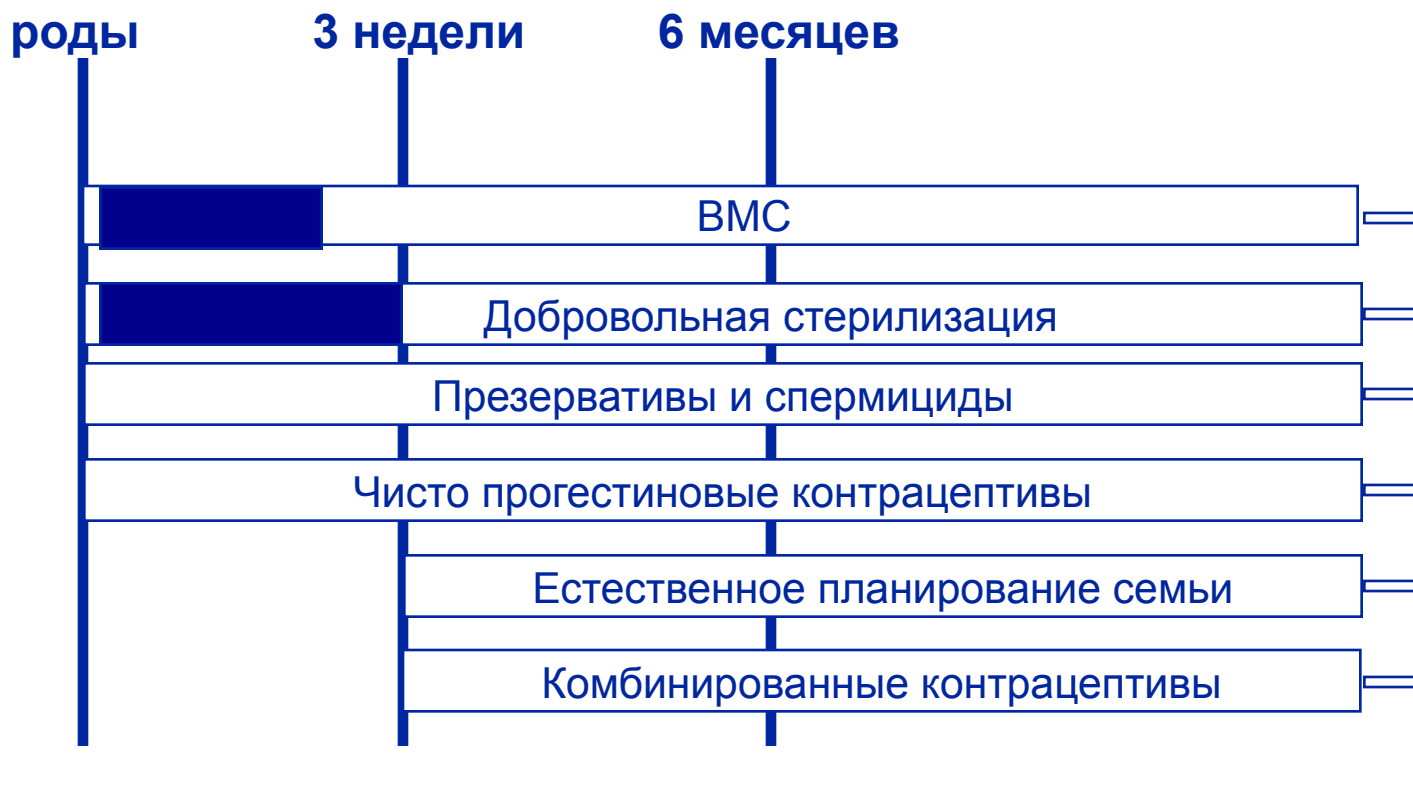 роды 3 недели 6 месяцев
ВМС
Добровольная стерилизация
Презервативы и спермициды
Чисто прогестиновые контрацептивы
Естественное планирование семьи
Комбинированные контрацептивы